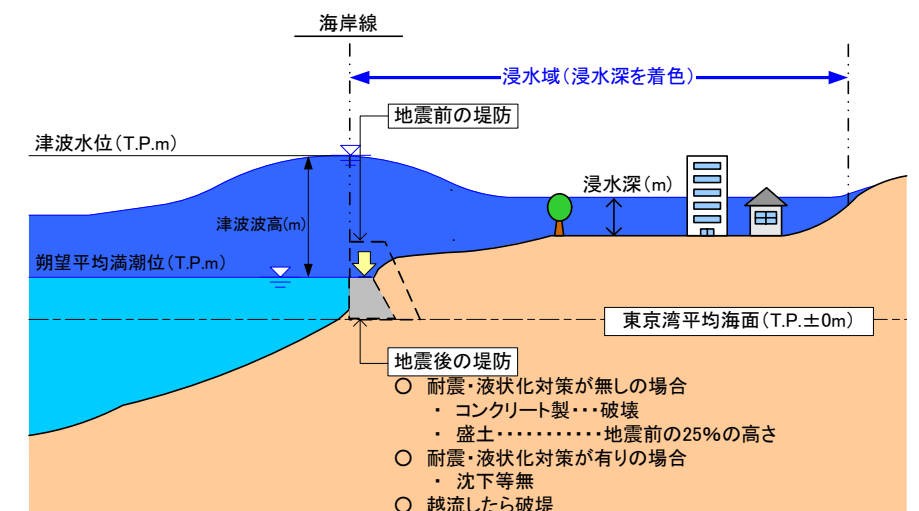 海岸線
浸水域（浸水深を着色）
地震前の堤防
津波水位（T.P.m）
浸水深（m）
津波波高(m)
朔望平均満潮位（T.P.m）
東京湾平均海面（T.P.±0m）
地震後の堤防
○ 耐震・液状化対策が無しの場合
・ コンクリート製・・・破壊
・ 盛土・・・・・・・・・・・地震前の25%の高さ
○ 耐震・液状化対策が有りの場合
・ 沈下等無
○ 越流したら破堤